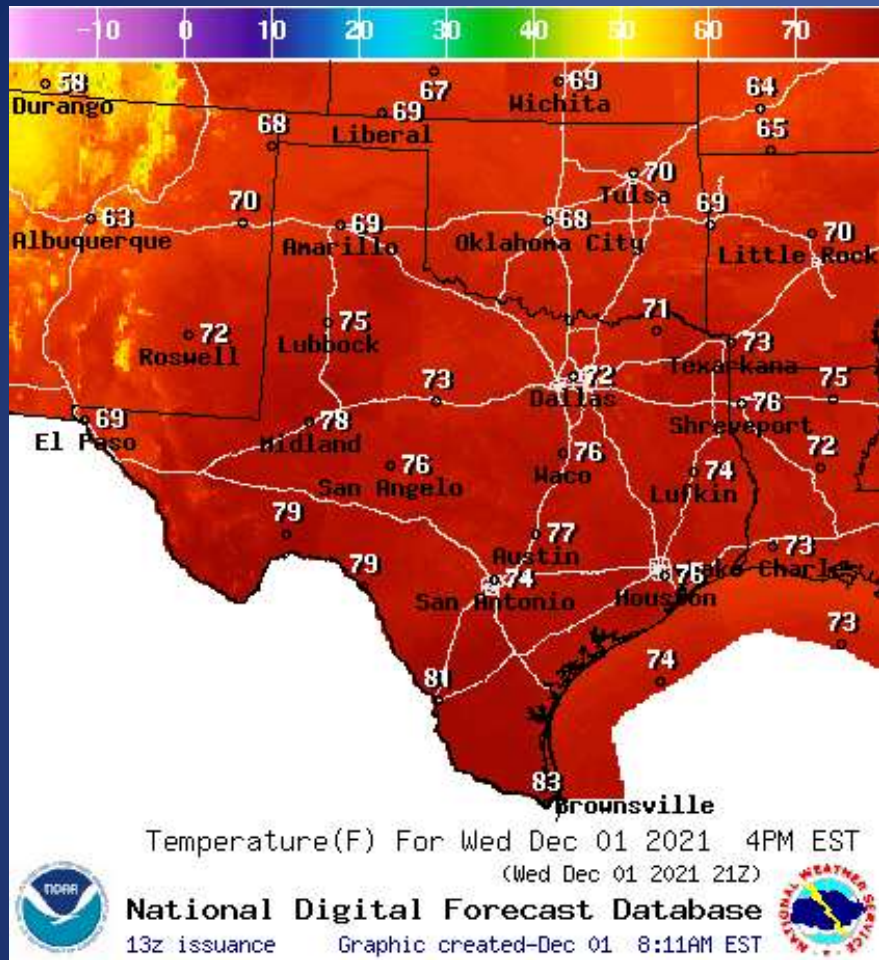 -10 0 10 20 30 40 50 60 70
58 67 69 64
Durango Wichita
69
Liberal
68 65
70
Tulsa
63 70 69 68 69 70
Albuquerque Amarillo Oklahoma City Little Rock
72 75 71
Roswell Lubbock
73
Texarkana
72
Dallas
73 76 75
69 78 Shreveport
El Paso Midland
76 76 74 72
San Angelo Waco Lufkin
79 77 73
Austin
79 74 76 Lake Charles
San Antonio Houston
73
81 74
83
Brownsville
Temperature(F) For Wed Dec 01 2021 4PM EST
(Wed Dec 01 2021 21Z)
National Digital Forecast Database
13z issuance Graphic created-Dec 01 8:11AM EST
NOAA
NATIONAL WEATHER SERVICE